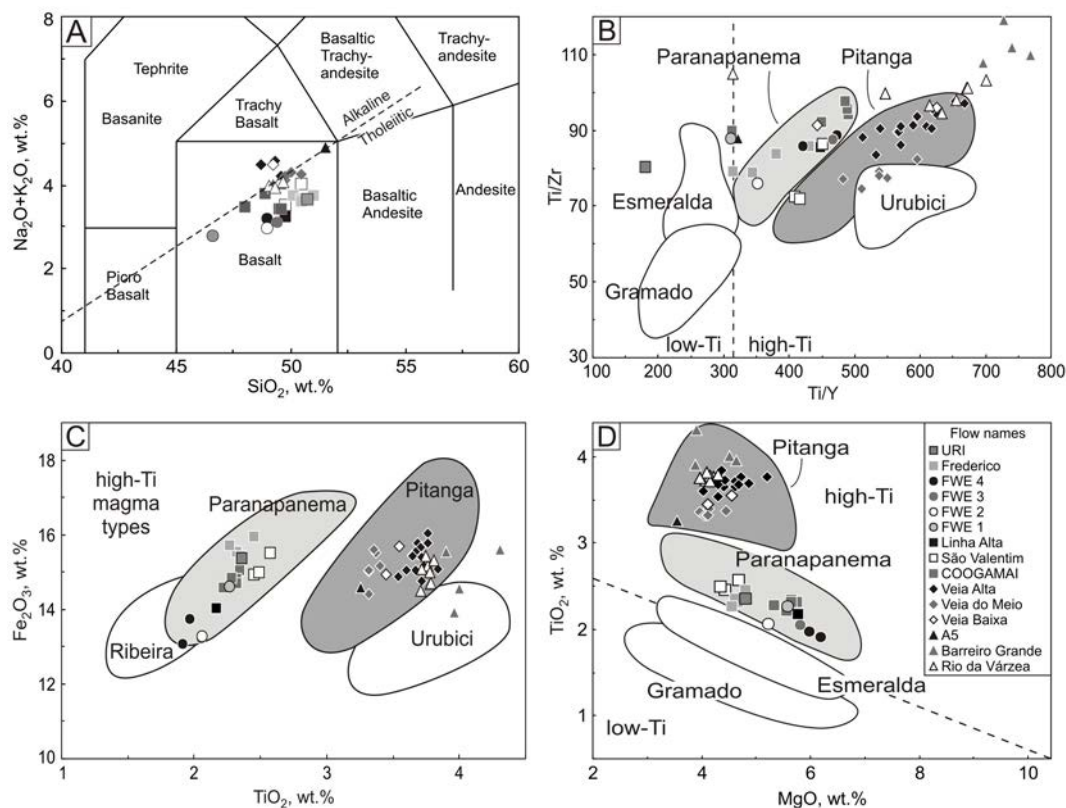 A
8
6
4
2
0
Na2O+K2O, wt.%
40
45
50
55
60
SiO2, wt.%
Tephrite
Basanite
Trachy
Basalt
Basaltic
Trachy-
andesite
Trachy-
andesite
Alkaline
Tholeiitic
Picro
Basalt
Basalt
Basaltic
Andesite
Andesite
B
110
90
70
50
30
Ti/Zr
100
200
300
400
500
600
700
800
Ti/Y
Paranapanema
Pitanga
Esmeralda
Urubici
Gramado
low-Ti
high-Ti
C
18
16
14
12
10
Fe2O3, wt.%
1
2
3
4
TiO2, wt.%
high-Ti
magma
types
Paranapanema
Pitanga
Ribeira
Urubici
D
4
3
2
1
TiO2, wt. %
2
4
6
8
10
MgO, wt.%
Pitanga
high-Ti
Paranapanema
Gramado
Esmeralda
low-Ti
Flow names
URI
Frederico
FWE 4
FWE 3
FWE 2
FWE 1
Linha Alta
São Valentim
COOGAMAI
Veia Alta
Veia do Meio
Veia Baixa
A5
Barreiro Grande
Rio da Várzea